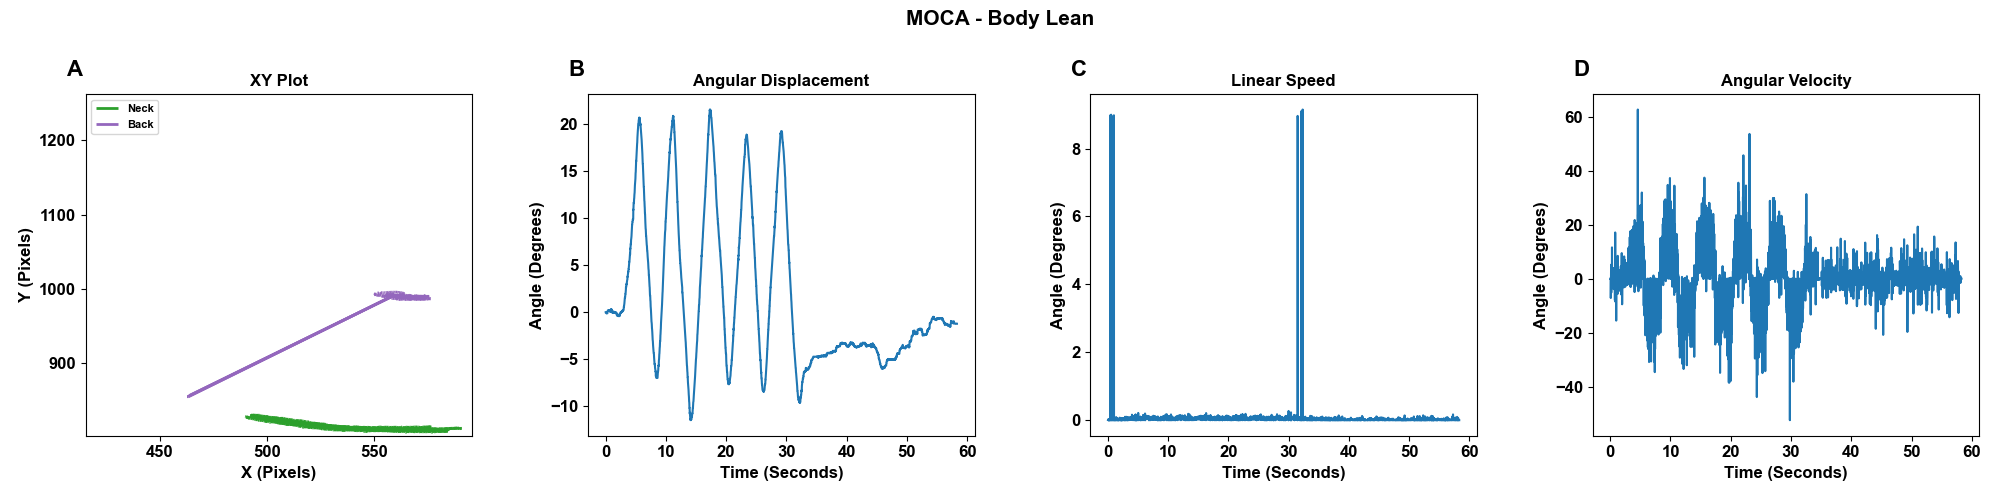 MOCA - Body Lean
A
XY Plot
Neck
Back
1200
1100
1000
900
450
500
550
Y (Pixels)
X (Pixels)
B
Angular Displacement
20
15
10
5
0
−5
−10
0
10
20
30
40
50
60
Angle (Degrees)
Time (Seconds)
C
Linear Speed
8
6
4
2
0
0
10
20
30
40
50
60
Angle (Degrees)
Time (Seconds)
D
Angular Velocity
60
40
20
0
−20
−40
0
10
20
30
40
50
60
Angle (Degrees)
Time (Seconds)